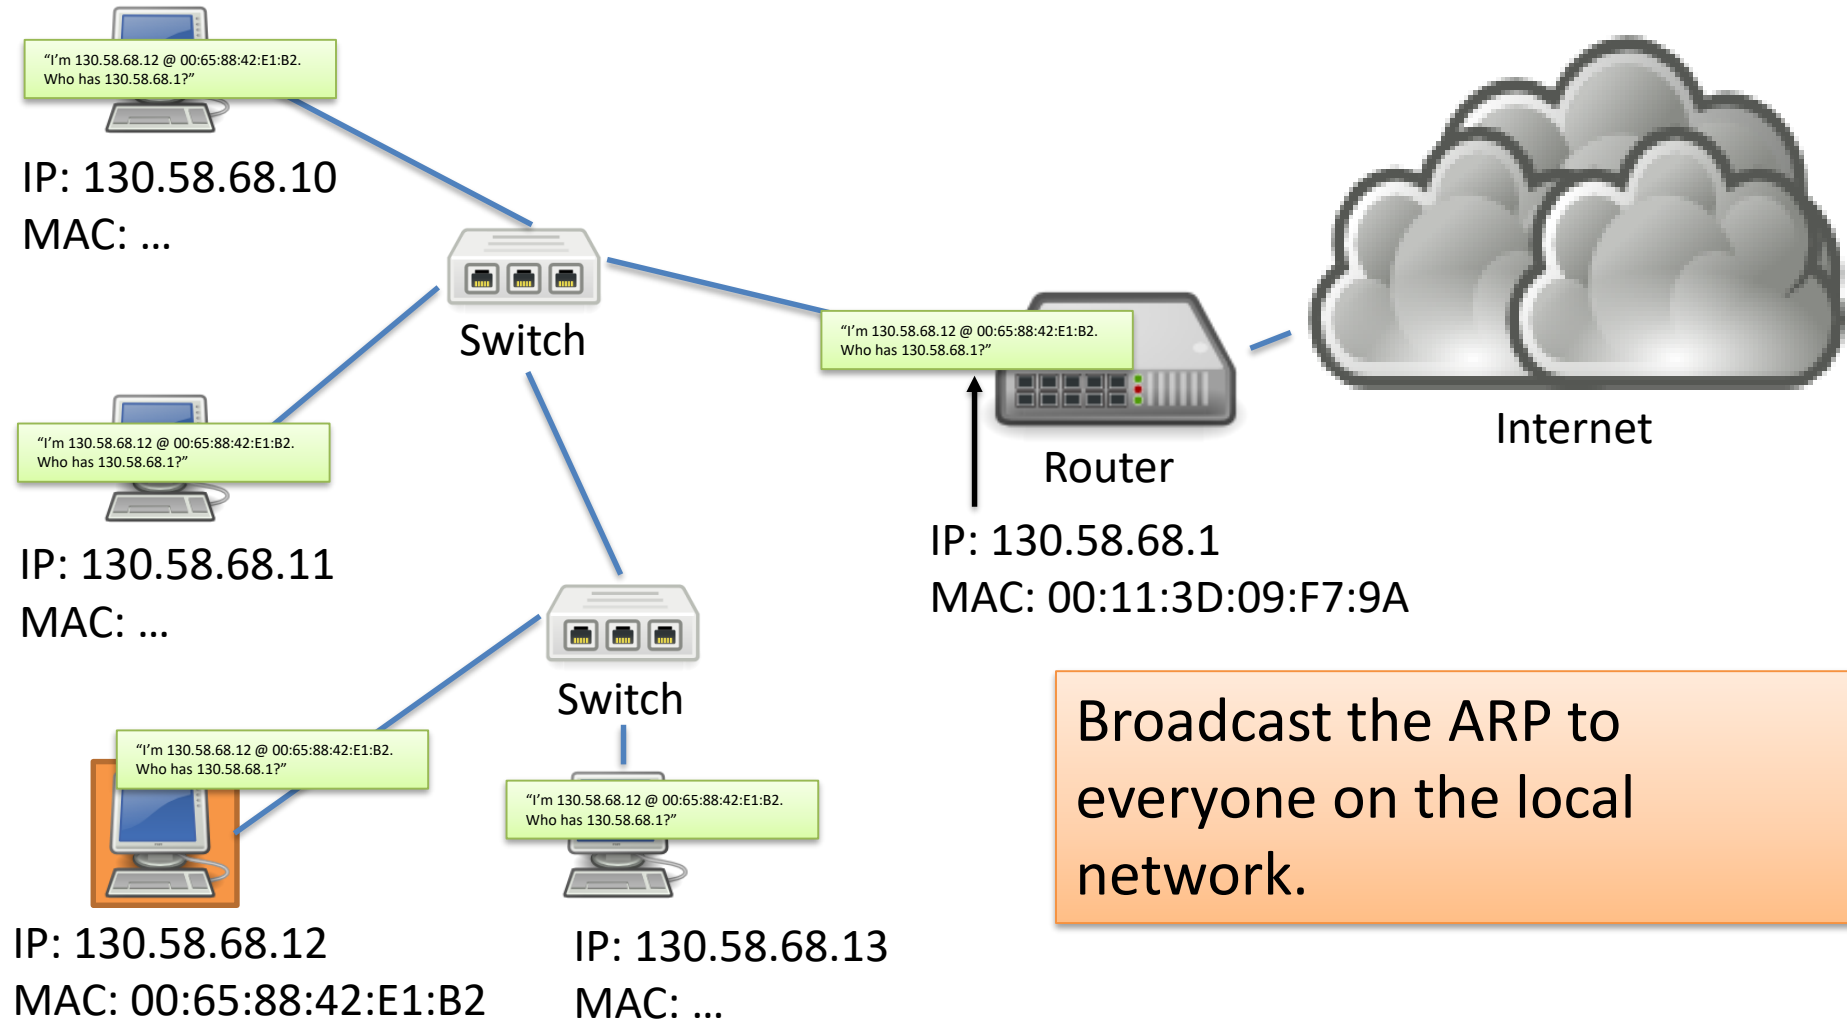 “I’m 130.58.68.12 @ 00:65:88:42:E1:B2.
Who has 130.58.68.1?”
IP: 130.58.68.10
MAC: …
Switch
“I’m 130.58.68.12 @ 00:65:88:42:E1:B2.
Who has 130.58.68.1?”
Router
IP: 130.58.68.1
MAC: 00:11:3D:09:F7:9A
Internet
“I’m 130.58.68.12 @ 00:65:88:42:E1:B2.
Who has 130.58.68.1?”
IP: 130.58.68.11
MAC: …
Switch
“I’m 130.58.68.12 @ 00:65:88:42:E1:B2.
Who has 130.58.68.1?”
IP: 130.58.68.12
MAC: 00:65:88:42:E1:B2
“I’m 130.58.68.12 @ 00:65:88:42:E1:B2.
Who has 130.58.68.1?”
IP: 130.58.68.13
MAC: …
Broadcast the ARP to
everyone on the local
network.